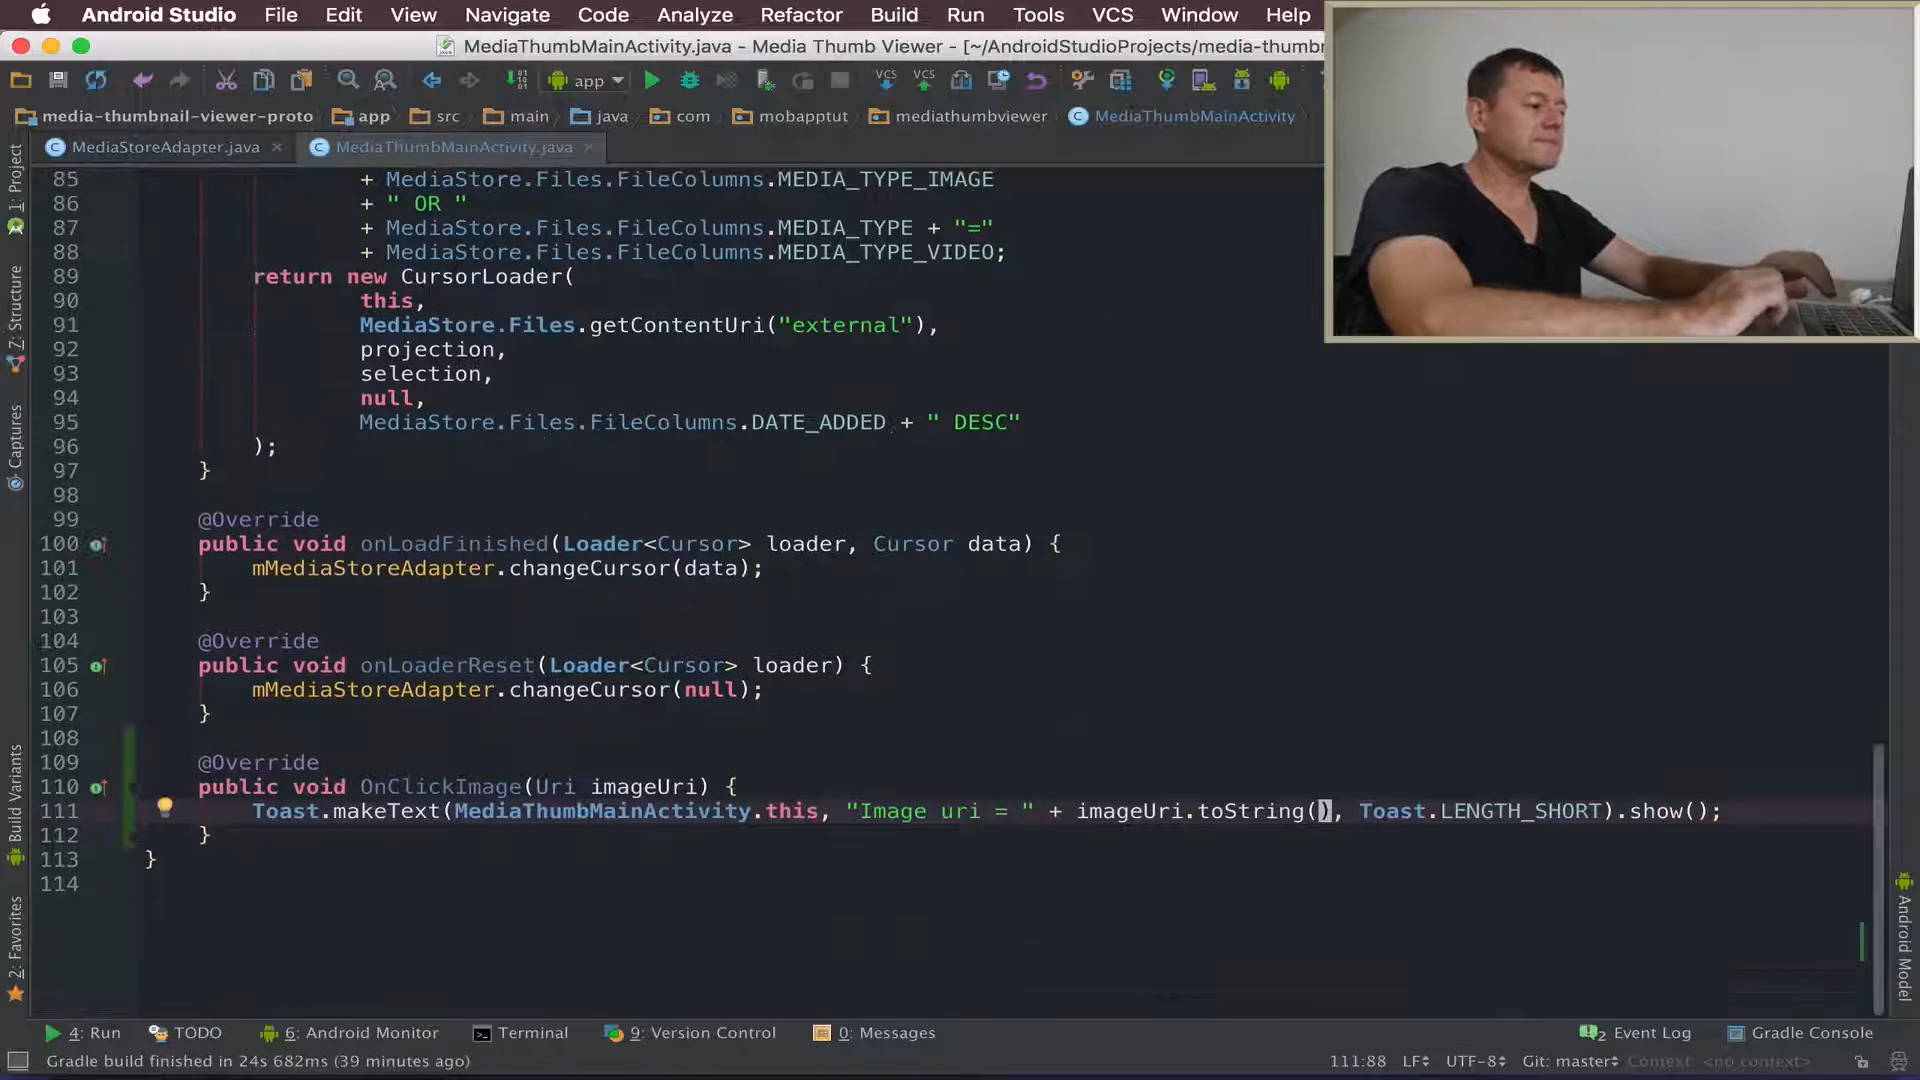 Android Studio File Edit View Navigate Code Analyze Refactor Build Run Tools VCS Window Help
MediaThumbMainActivity.java - Media Thumb Viewer - [~/AndroidStudioProjects/media-thumbn
app
VCS VCS
media-thumbnail-viewer-proto app src main java com mobapptut mediathumbviewer MediaThumbMainActivity
MediaStoreAdapter.java MediaThumbMainActivity.java
1: Project
7: Structure
Captures
Build Variants
2: Favorites
85 + MediaStore.Files.FileColumns.MEDIA_TYPE_IMAGE
86 + " OR "
87 + MediaStore.Files.FileColumns.MEDIA_TYPE + "="
88 + MediaStore.Files.FileColumns.MEDIA_TYPE_VIDEO;
89 return new CursorLoader(
90 this,
91 MediaStore.Files.getContentUri("external"),
92 projection,
93 selection,
94 null,
95 MediaStore.Files.FileColumns.DATE_ADDED + " DESC"
96 );
97 }
98
99 @Override
100 public void onLoadFinished(Loader<Cursor> loader, Cursor data) {
101 mMediaStoreAdapter.changeCursor(data);
102 }
103
104 @Override
105 public void onLoaderReset(Loader<Cursor> loader) {
106 mMediaStoreAdapter.changeCursor(null);
107 }
108
109 @Override
110 public void OnClickImage(Uri imageUri) {
111 Toast.makeText(MediaThumbMainActivity.this, "Image uri = " + imageUri.toString(), Toast.LENGTH_SHORT).show();
112 }
113 }
114
Android Model
4: Run TODO 6: Android Monitor Terminal 9: Version Control 0: Messages 2 Event Log Gradle Console
Gradle build finished in 24s 682ms (39 minutes ago) 111:88 LF UTF-8 Git: master Context: <no context>